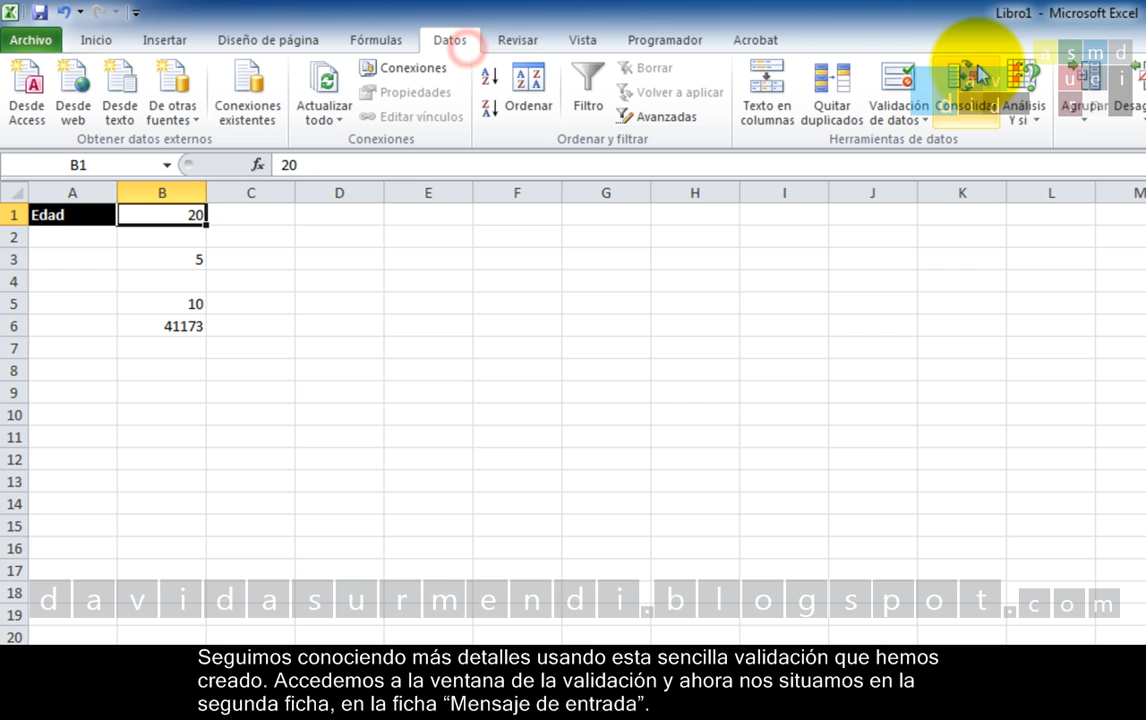 Libro1 - Microsoft Excel
Archivo Inicio Insertar Diseño de página Fórmulas Datos Revisar Vista Programador Acrobat
Desde Access Desde web Desde texto De otras fuentes Conexiones existentes Actualizar todo Conexiones Propiedades Editar vínculos Ordenar Filtro Borrar Volver a aplicar Avanzadas Texto en columnas Quitar duplicados Validación de datos Consolidar Análisis Y si Agrupar
Obtener datos externos Conexiones Ordenar y filtrar Herramientas de datos
B1 fx 20
A B C D E F G H I J K L M
1 Edad 20
2
3 5
4
5 10
6 41173
7
8
9
10
11
12
13
14
15
16
17
18
davidasurmendi.blogspot.com
19
20
Seguimos conociendo más detalles usando esta sencilla validación que hemos
creado. Accedemos a la ventana de la validación y ahora nos situamos en la
segunda ficha, en la ficha “Mensaje de entrada”.